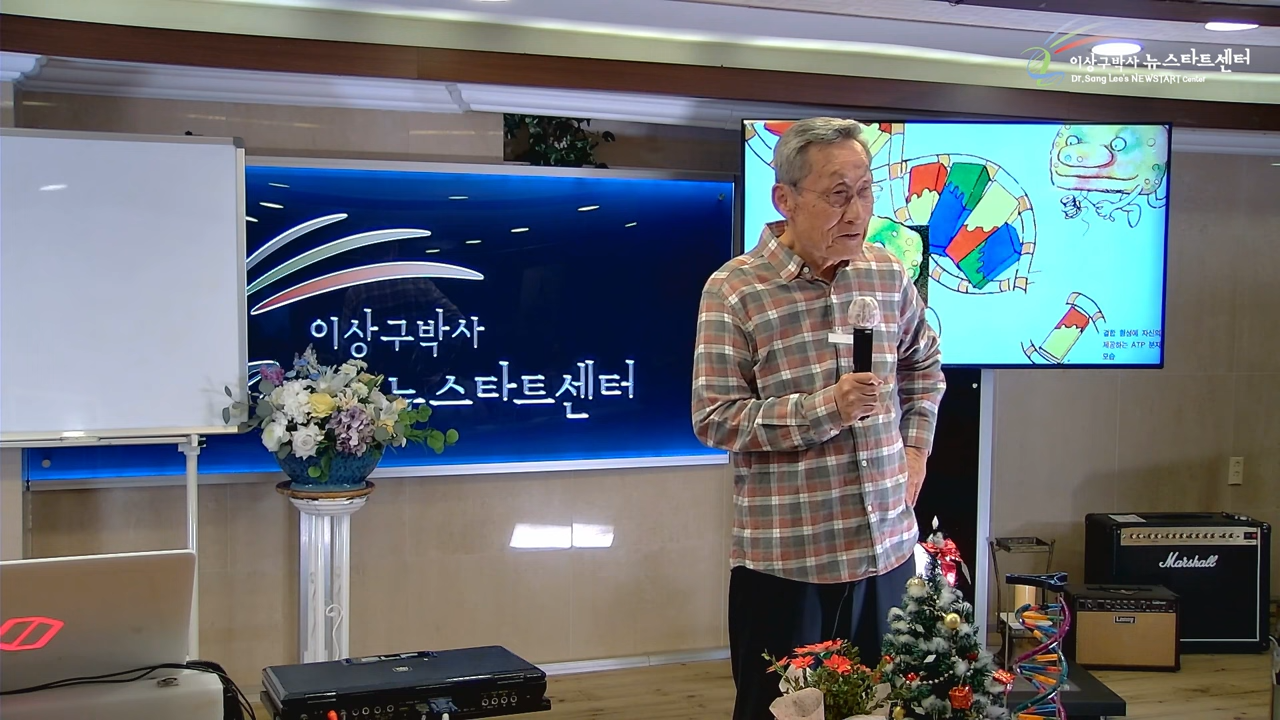 이상구박사 뉴스타트센터
Dr.Sang Lee's NEWSTART Center
이상구박사
뉴스타트센터
결합 형성에 자신의
제공하는 ATP 분자
모습
Marshall
Laney